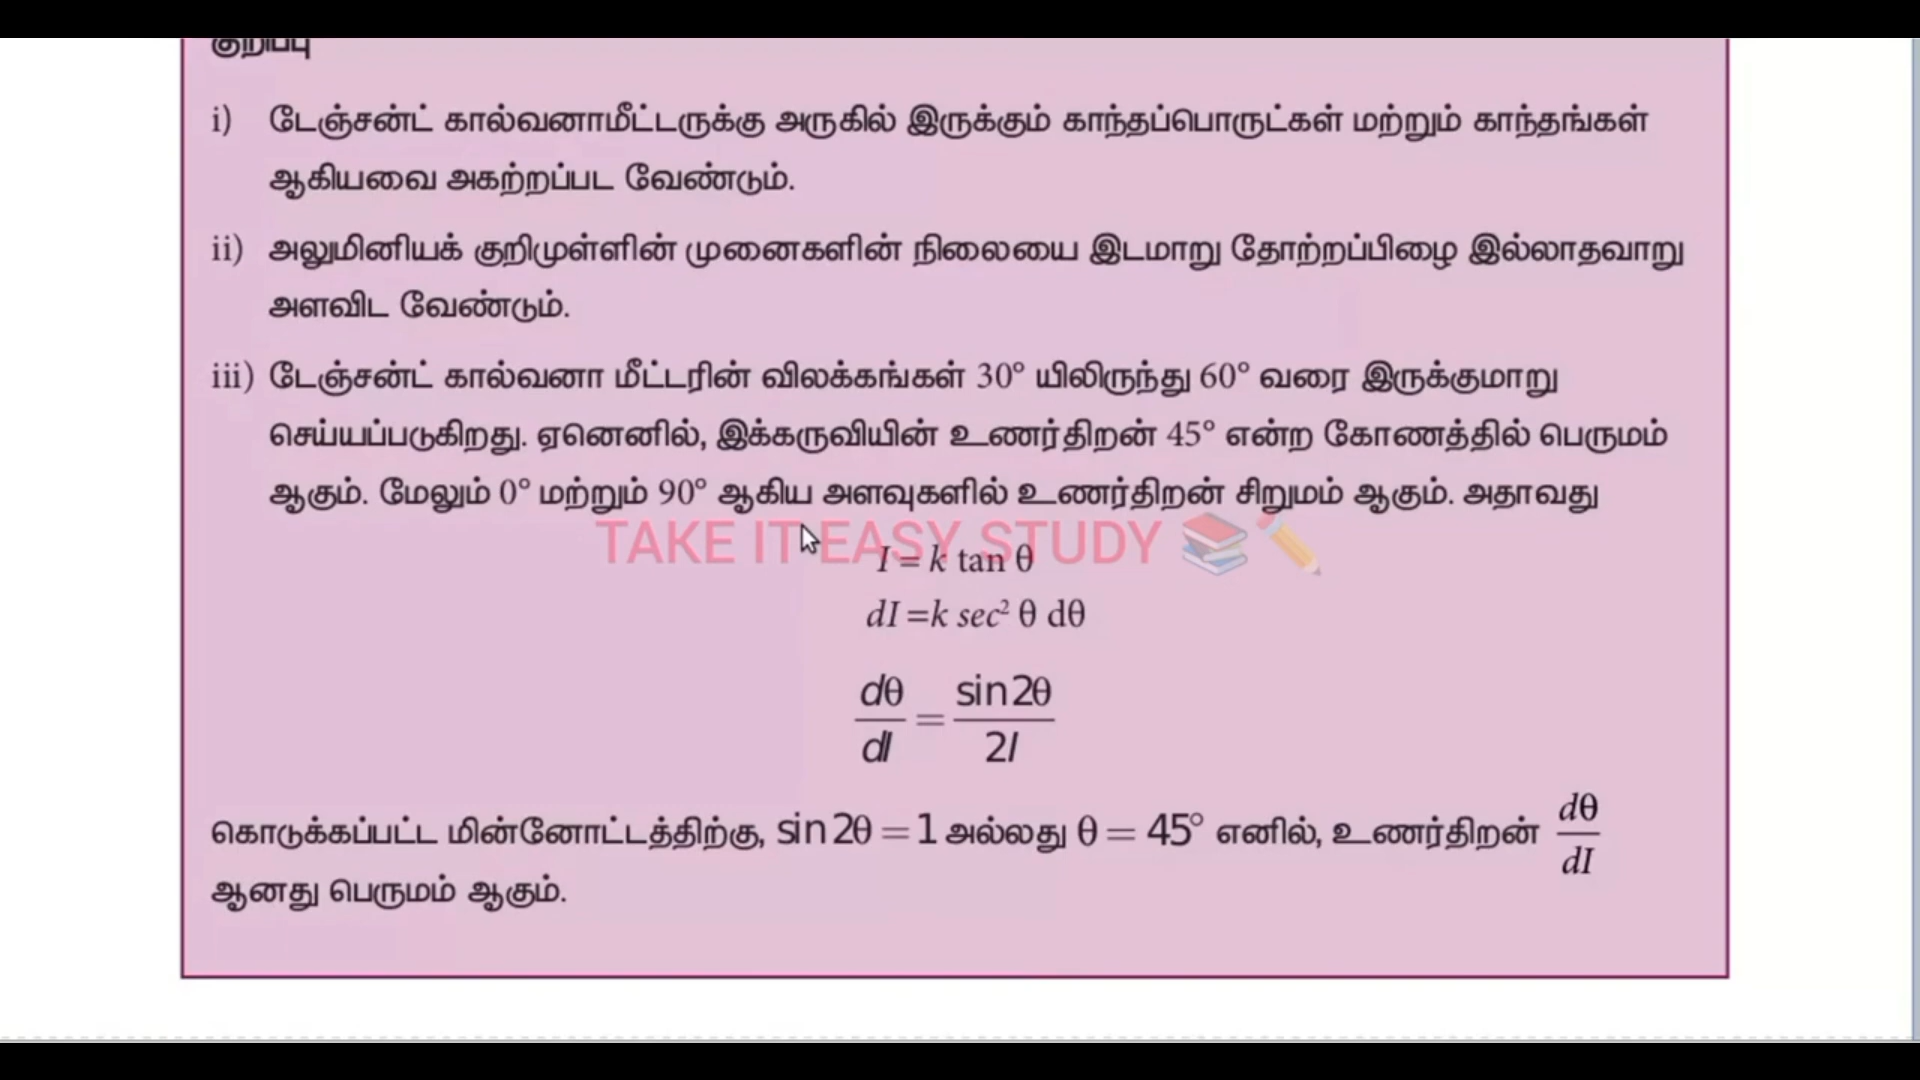 குறிப்பு
i) டேஞ்சன்ட் கால்வனாமீட்டருக்கு அருகில் இருக்கும் காந்தப்பொருட்கள் மற்றும் காந்தங்கள்
ஆகியவை அகற்றப்பட வேண்டும்.
ii) அலுமினியக் குறிமுள்ளின் முனைகளின் நிலையை இடமாறு தோற்றப்பிழை இல்லாதவாறு
அளவிட வேண்டும்.
iii) டேஞ்சன்ட் கால்வனா மீட்டரின் விலக்கங்கள் 30° யிலிருந்து 60° வரை இருக்குமாறு
செய்யப்படுகிறது. ஏனெனில், இக்கருவியின் உணர்திறன் 45° என்ற கோணத்தில் பெருமம்
ஆகும். மேலும் 0° மற்றும் 90° ஆகிய அளவுகளில் உணர்திறன் சிறுமம் ஆகும். அதாவது
TAKE IT EASY STUDY 📚✏️
I = k tan θ
dI =k sec² θ dθ
dθ/dI = sin2θ/2I
கொடுக்கப்பட்ட மின்னோட்டத்திற்கு, sin2θ = 1 அல்லது θ = 45° எனில், உணர்திறன் dθ/dI
ஆனது பெருமம் ஆகும்.